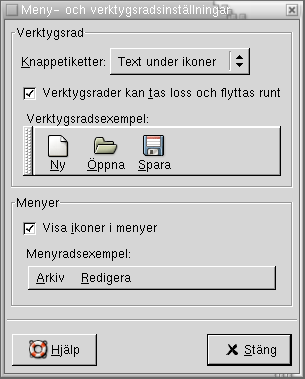 Meny- och verktygsradsinställningar
Verktygsrad
Knappetiketter: Text under ikoner
Verktygsrader kan tas loss och flyttas runt
Verktygsradsexempel:
Ny Öppna Spara
Menyer
Visa ikoner i menyer
Menyradsexempel:
Arkiv Redigera
Hjälp Stäng